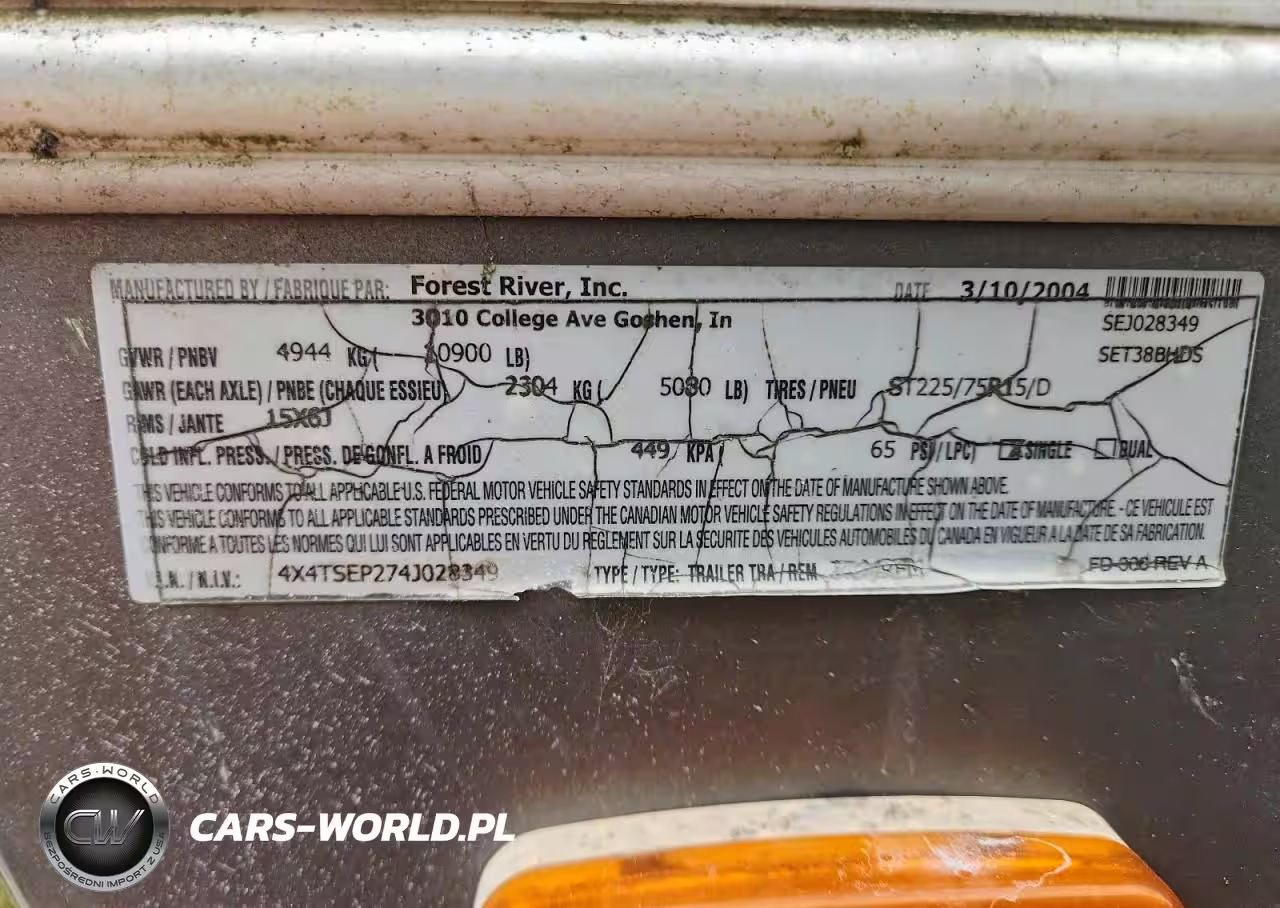 MANUFACTURED BY / FABRIQUE PAR: Forest River, Inc. DATE 3/10/2004
3010 College Ave Goshen, In SEJ028349
GVWR / PNBV 4944 KG ( 10900 LB) SET38BHDS
GAWR (EACH AXLE) / PNBE (CHAQUE ESSIEU) 2304 KG ( 5080 LB) TIRES / PNEU ST225/75R15/D
RIMS / JANTE 15X6J
COLD INFL. PRESS. / PRESS. DE GONFL. A FROID 449 KPA ( 65 PSI / LPC) SINGLE DUAL
THIS VEHICLE CONFORMS TO ALL APPLICABLE U.S. FEDERAL MOTOR VEHICLE SAFETY STANDARDS IN EFFECT ON THE DATE OF MANUFACTURE SHOWN ABOVE.
THIS VEHICLE CONFORMS TO ALL APPLICABLE STANDARDS PRESCRIBED UNDER THE CANADIAN MOTOR VEHICLE SAFETY REGULATIONS IN EFFECT ON THE DATE OF MANUFACTURE. - CE VEHICULE EST
CONFORME A TOUTES LES NORMES QUI LUI SONT APPLICABLES EN VERTU DU REGLEMENT SUR LA SECURITE DES VEHICULES AUTOMOBILES DU CANADA EN VIGUEUR A LA DATE DE SA FABRICATION.
V.I.N. / N.I.V.: 4X4TSEP274J028349 TYPE / TYPE: TRAILER TRA / REM FD-306 REV A
CARS-WORLD
CW
BEZPOŚREDNI IMPORT Z USA
CARS-WORLD.PL